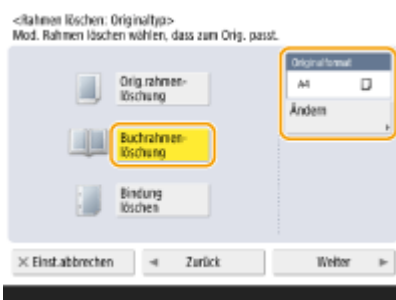 <Rahmen löschen: Originaltyp>
Mod. Rahmen löschen wählen, dass zum Orig. passt.
Originalformat
A4
Ändern
Orig.rahmen-
löschung
Buchrahmen-
löschung
Bindung
löschen
× Einst.abbrechen
Zurück
Weiter